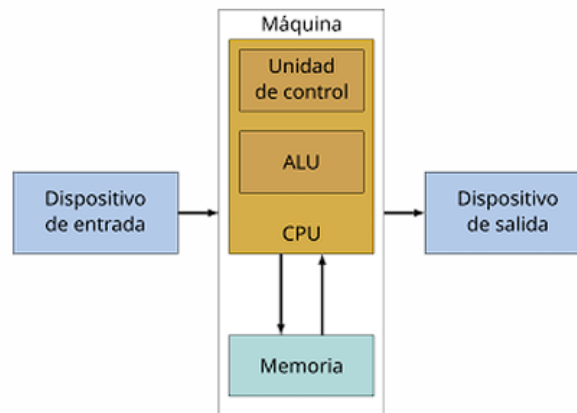 Máquina
Unidad
de control
ALU
CPU
Dispositivo
de entrada
Dispositivo
de salida
Memoria